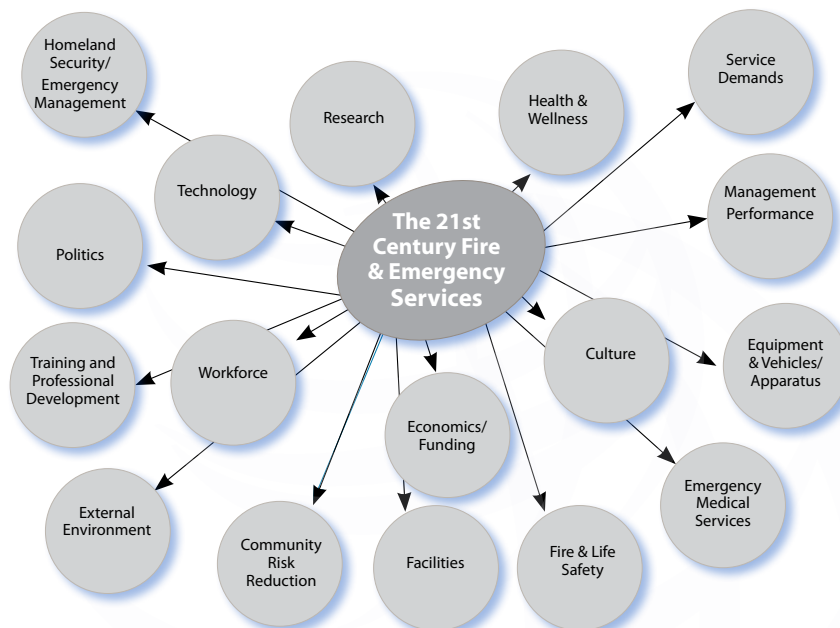 Homeland
Security/
Emergency
Management
Research
Health &
Wellness
Service
Demands
Technology
Management
Performance
The 21st
Century Fire
& Emergency
Services
Politics
Training and
Professional
Development
Workforce
Culture
Equipment
& Vehicles/
Apparatus
Economics/
Funding
External
Environment
Community
Risk
Reduction
Facilities
Fire & Life
Safety
Emergency
Medical
Services